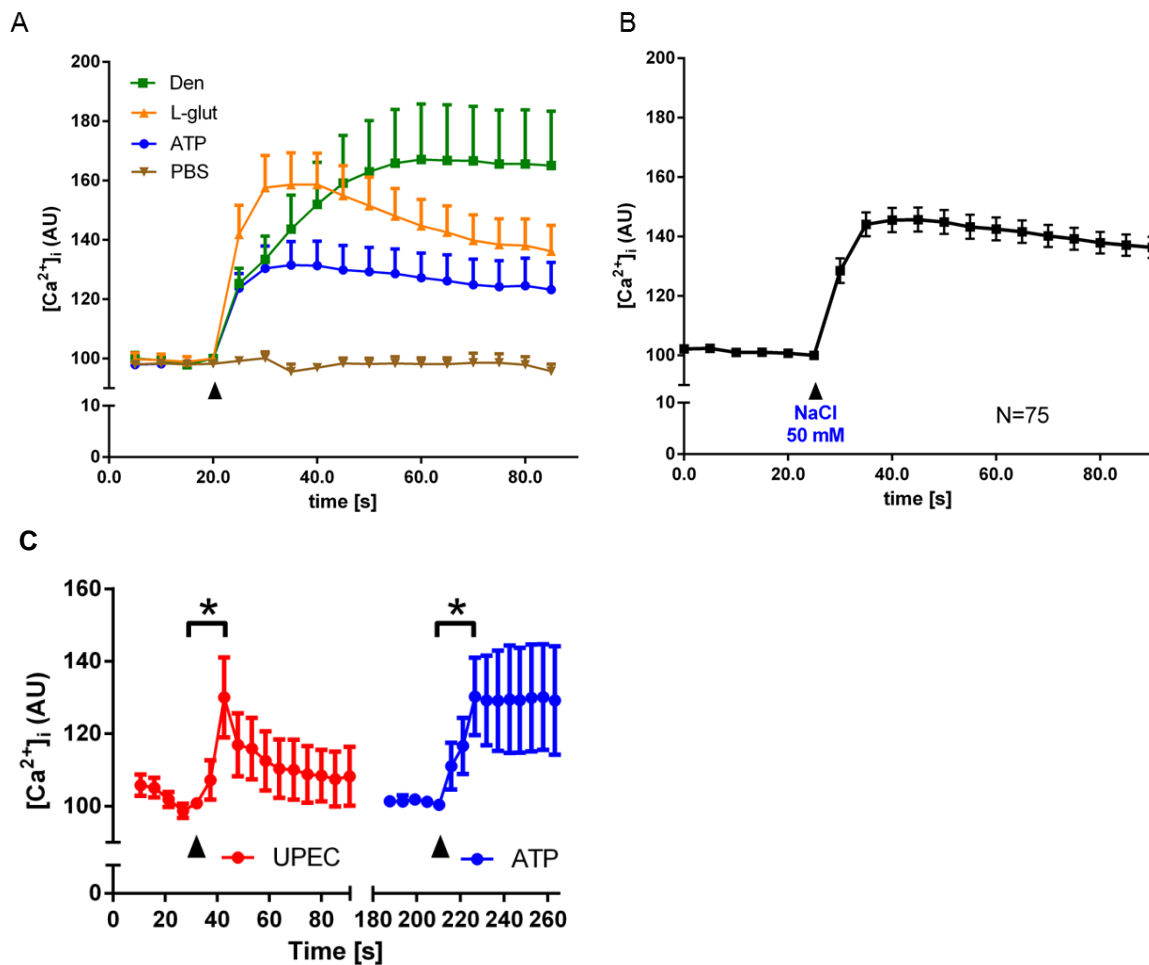 A
200
180
160
140
120
100
10
0
[Ca²⁺]ᵢ (AU)
Den
L-glut
ATP
PBS
0.0 20.0 40.0 60.0 80.0
time [s]
B
200
180
160
140
120
100
10
0
[Ca²⁺]ᵢ (AU)
NaCl
50 mM
N=75
0.0 20.0 40.0 60.0 80.0
time [s]
C
160
140
120
100
0
[Ca²⁺]ᵢ (AU)
* *
UPEC ATP
0 20 40 60 80 180 200 220 240 260
Time [s]